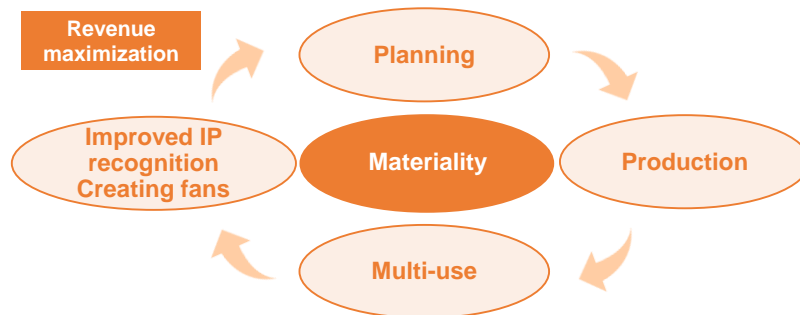 Revenue
maximization
Planning
Improved IP
recognition
Creating fans
Materiality
Production
Multi-use